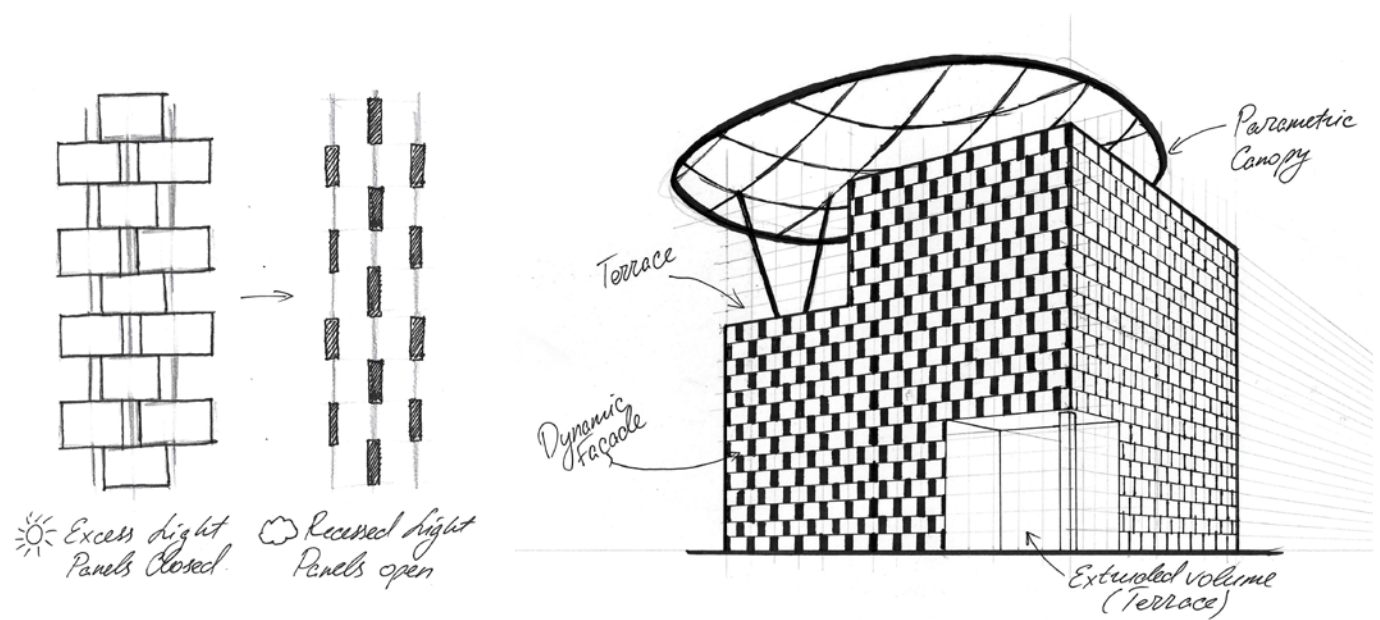 Excess Light
Panels Closed.
Recessed Light
Panels open
Terrace
Dynamic
Façade
Parametric
Canopy
Extruded volume
(Terrace)